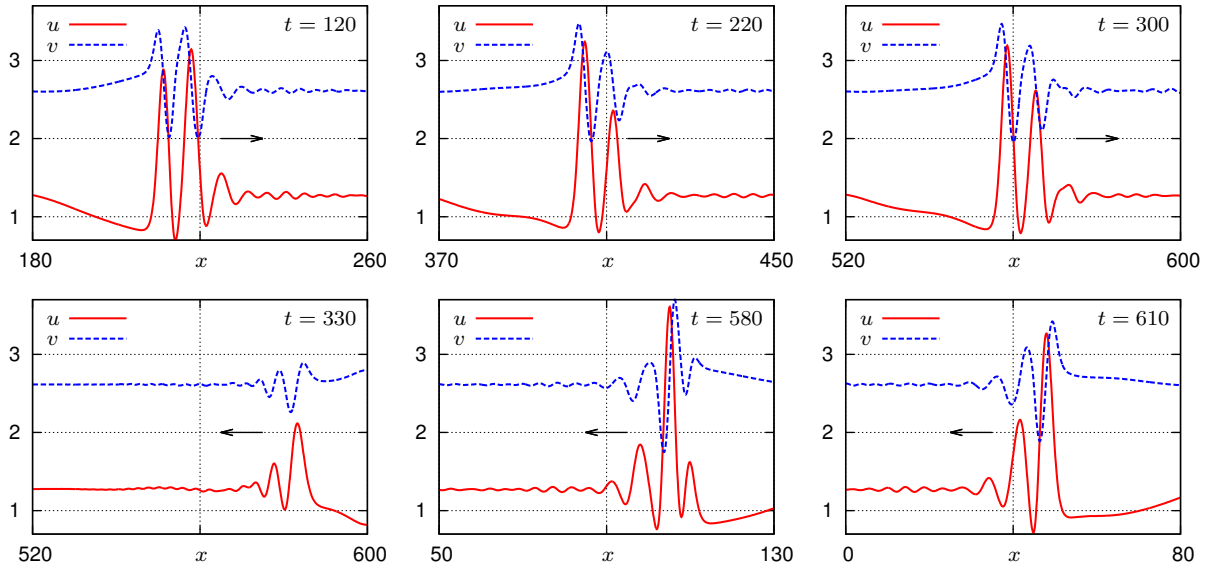 u
v
t = 120
3
2
1
180
x
260
u
v
t = 220
3
2
1
370
x
450
u
v
t = 300
3
2
1
520
x
600
u
v
t = 330
3
2
1
520
x
600
u
v
t = 580
3
2
1
50
x
130
u
v
t = 610
3
2
1
0
x
80